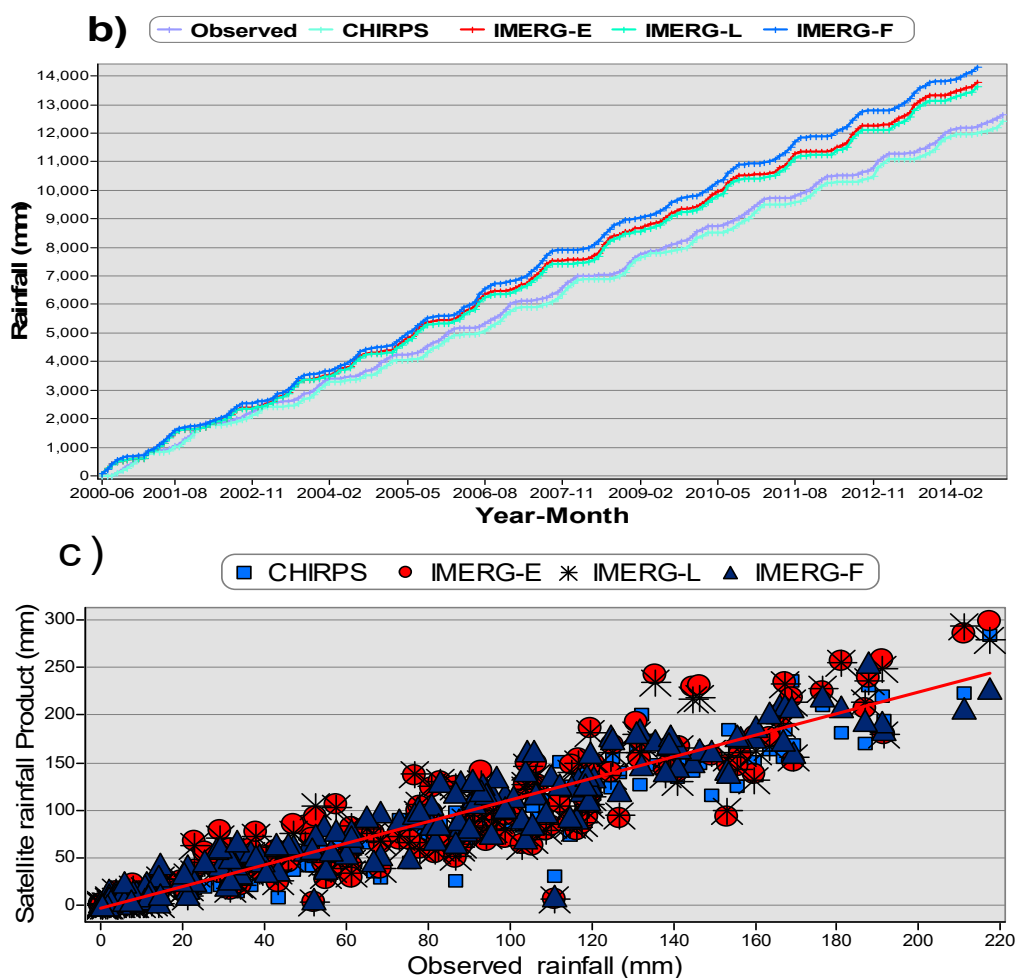 b)
Observed CHIRPS IMERG-E IMERG-L IMERG-F
Rainfall (mm)
14,000
13,000
12,000
11,000
10,000
9,000
8,000
7,000
6,000
5,000
4,000
3,000
2,000
1,000
0
2000-06 2001-08 2002-11 2004-02 2005-05 2006-08 2007-11 2009-02 2010-05 2011-08 2012-11 2014-02
Year-Month
c )
CHIRPS IMERG-E IMERG-L IMERG-F
Satellite rainfall Product (mm)
300
250
200
150
100
50
0
0 20 40 60 80 100 120 140 160 180 200 220
Observed rainfall (mm)